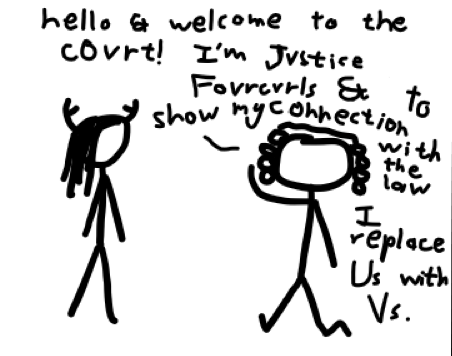 hello & welcome to the
covrt! I'm Jvstice
Fovrcvrls & to
show my connection
with
the
law
I
replace
Us with
Vs.